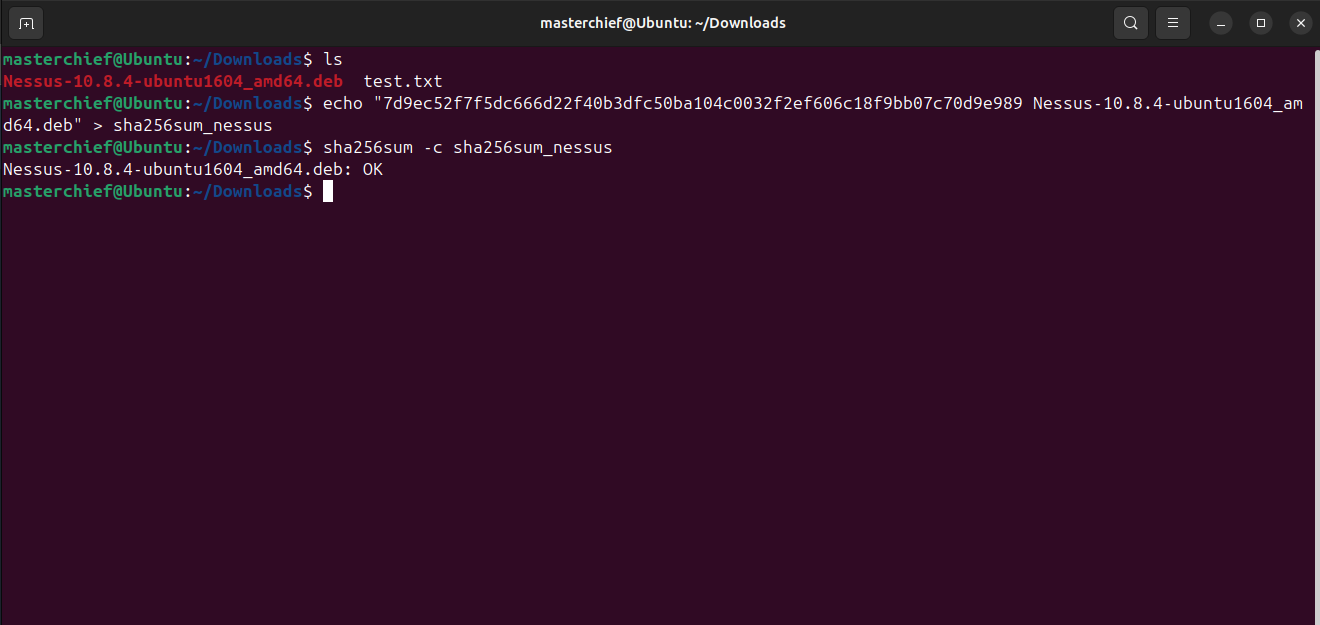 masterchief@Ubuntu: ~/Downloads
masterchief@Ubuntu:~/Downloads$ ls
Nessus-10.8.4-ubuntu1604_amd64.deb  test.txt
masterchief@Ubuntu:~/Downloads$ echo "7d9ec52f7f5dc666d22f40b3dfc50ba104c0032f2ef606c18f9bb07c70d9e989 Nessus-10.8.4-ubuntu1604_am
d64.deb" > sha256sum_nessus
masterchief@Ubuntu:~/Downloads$ sha256sum -c sha256sum_nessus
Nessus-10.8.4-ubuntu1604_amd64.deb: OK
masterchief@Ubuntu:~/Downloads$